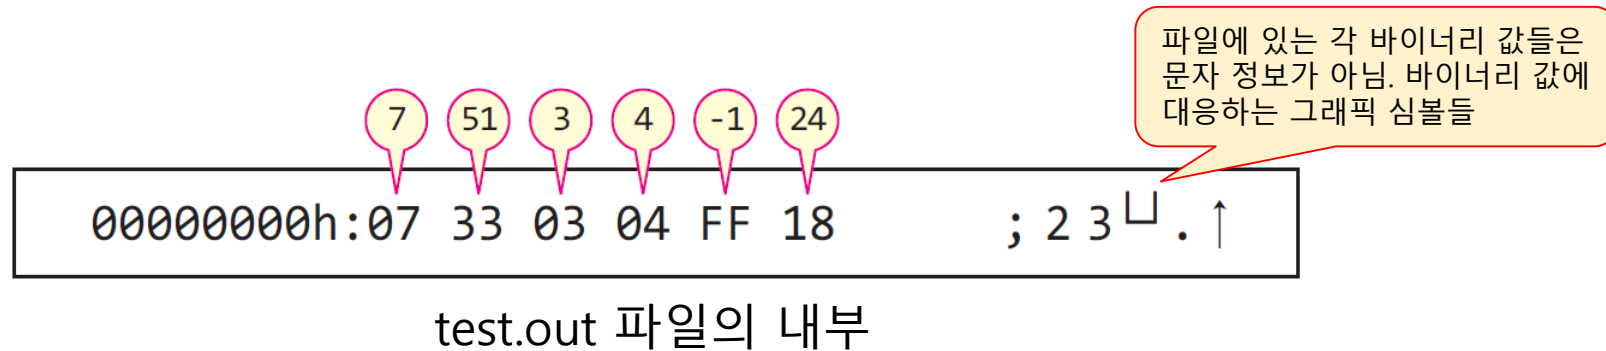 파일에 있는 각 바이너리 값들은
문자 정보가 아님. 바이너리 값에
대응하는 그래픽 심볼들
7 51 3 4 -1 24
00000000h:07 33 03 04 FF 18 ; 2 3 └┘ . ↑
test.out 파일의 내부